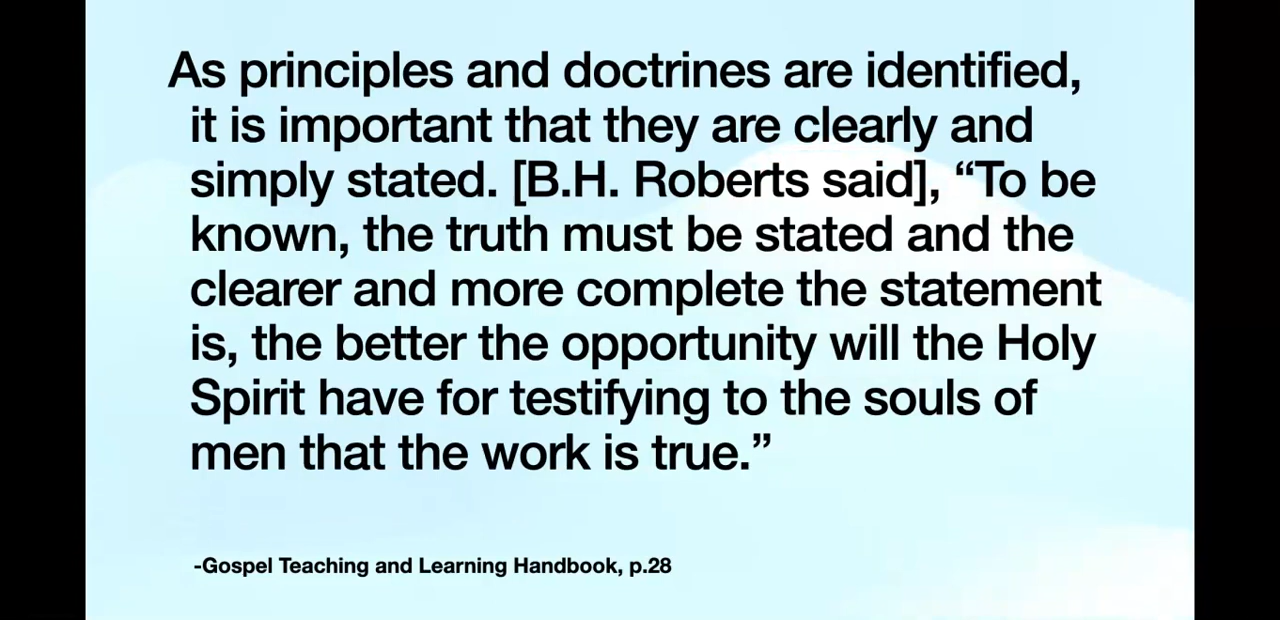 As principles and doctrines are identified,
it is important that they are clearly and
simply stated. [B.H. Roberts said], “To be
known, the truth must be stated and the
clearer and more complete the statement
is, the better the opportunity will the Holy
Spirit have for testifying to the souls of
men that the work is true.”
-Gospel Teaching and Learning Handbook, p.28